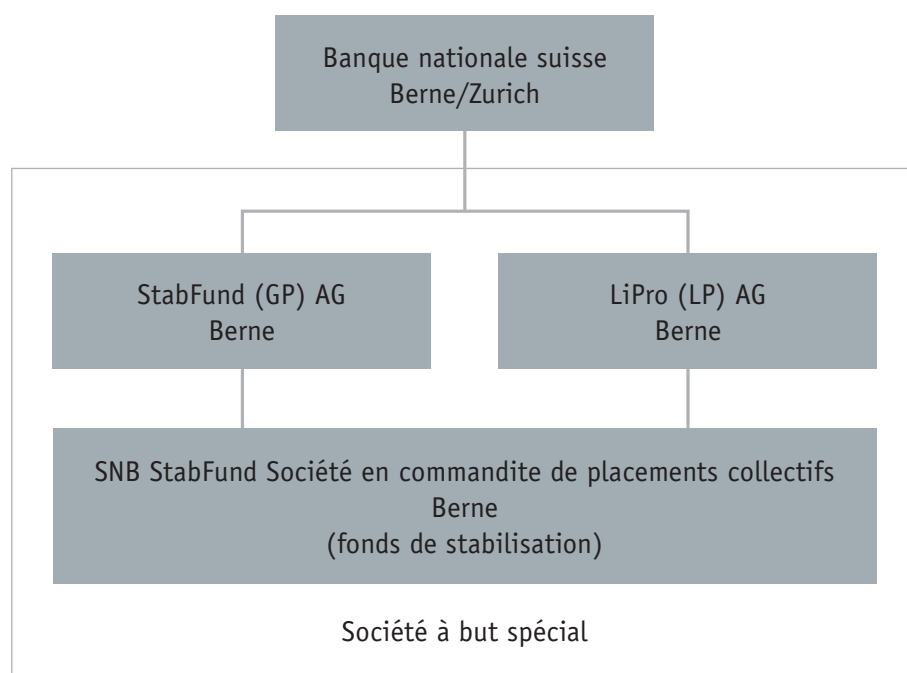 Banque nationale suisse
Berne/Zurich
StabFund (GP) AG
Berne
LiPro (LP) AG
Berne
SNB StabFund Société en commandite de placements collectifs
Berne
(fonds de stabilisation)
Société à but spécial